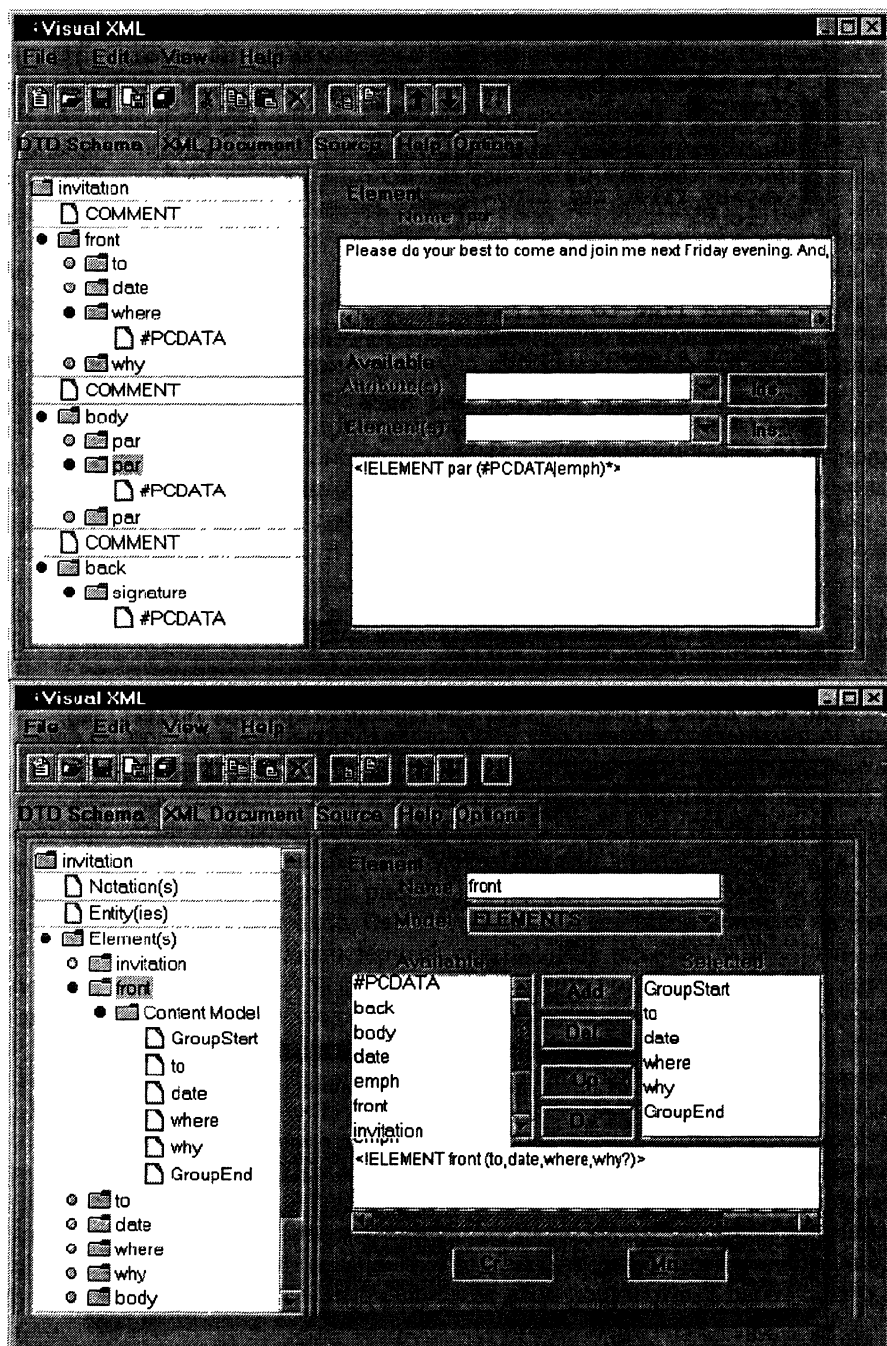 Visual XML
File Edit View Help
DTD Schema XML Document Source Help Options
invitation
COMMENT
front
to
date
where
#PCDATA
why
COMMENT
body
par
par
#PCDATA
par
COMMENT
back
signature
#PCDATA
Element
Name par
Please do your best to come and join me next Friday evening. And,
Available
Attribute(s)
Ins
Element(s)
Ins
<!ELEMENT par (#PCDATA|emph)*>
Visual XML
File Edit View Help
DTD Schema XML Document Source Help Options
invitation
Notation(s)
Entity(ies)
Element(s)
invitation
front
Content Model
GroupStart
to
date
where
why
GroupEnd
to
date
where
why
body
Element
Name front
Model ELEMENTS
Available
#PCDATA
back
body
date
emph
front
invitation
Add
Up
Selected
GroupStart
to
date
where
why
GroupEnd
<!ELEMENT front (to,date,where,why?)>